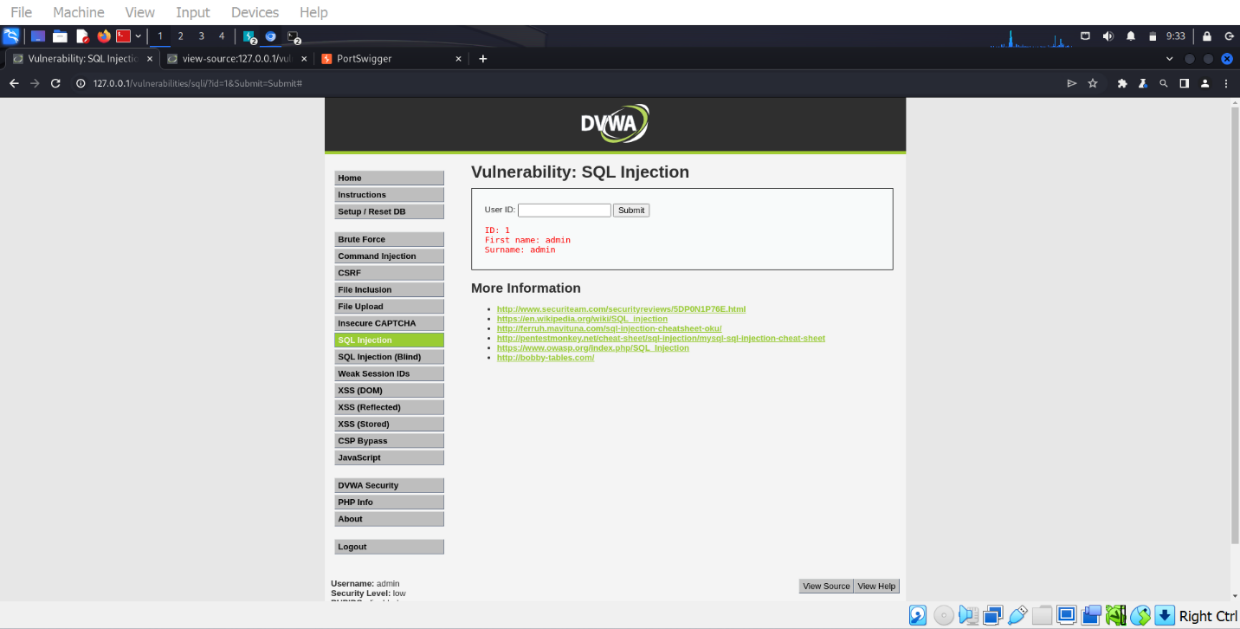 File Machine View Input Devices Help
1 2 3 4 2 2 9:33
Vulnerability: SQL Injectic × view-source:127.0.0.1/vul × PortSwigger × +
127.0.0.1/vulnerabilities/sqli/?id=1&Submit=Submit#
DVWA
Vulnerability: SQL Injection
Home
Instructions
Setup / Reset DB
User ID: Submit
ID: 1
First name: admin
Surname: admin
Brute Force
Command Injection
CSRF
File Inclusion
File Upload
Insecure CAPTCHA
SQL Injection
SQL Injection (Blind)
Weak Session IDs
XSS (DOM)
XSS (Reflected)
XSS (Stored)
CSP Bypass
JavaScript
More Information
http://www.securiteam.com/securityreviews/5DP0N1P76E.html
https://en.wikipedia.org/wiki/SQL_injection
http://ferruh.mavituna.com/sql-injection-cheatsheet-oku/
http://pentestmonkey.net/cheat-sheet/sql-injection/mysql-sql-injection-cheat-sheet
https://www.owasp.org/index.php/SQL_Injection
http://bobby-tables.com/
DVWA Security
PHP Info
About
Logout
Username: admin
Security Level: low
View Source View Help
Right Ctrl